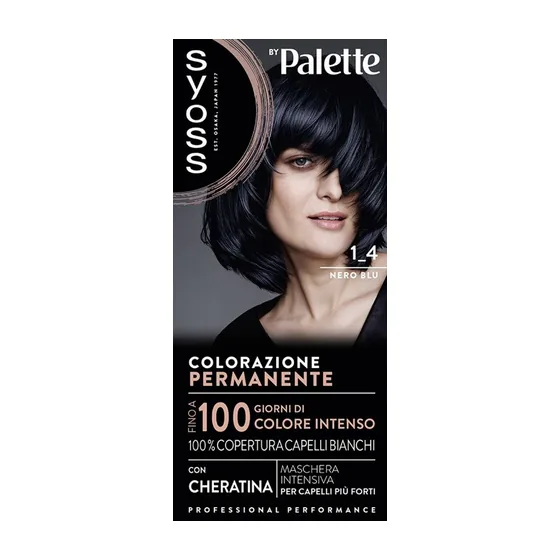 syoss
EST. OSAKA, JAPAN 1977
BY Palette
1_4
NERO BLU
COLORAZIONE
PERMANENTE
FINO A 100 GIORNI DI
COLORE INTENSO
100% COPERTURA CAPELLI BIANCHI
CON
CHERATINA
MASCHERA
INTENSIVA
PER CAPELLI PIÙ FORTI
PROFESSIONAL PERFORMANCE